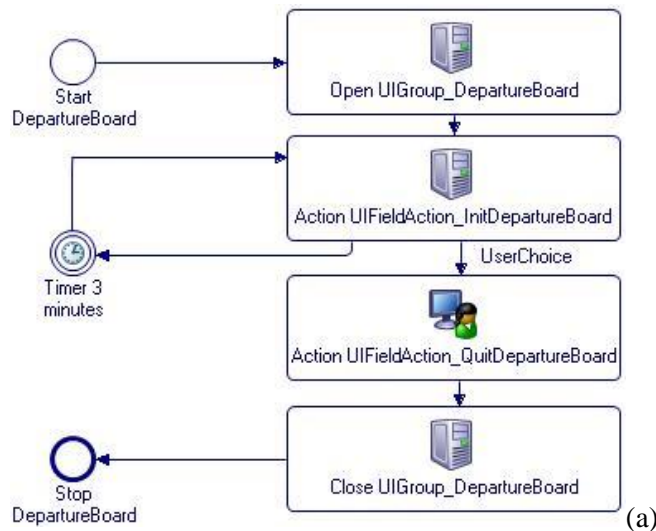 Start
DepartureBoard
Open UIGroup_DepartureBoard
Action UIFieldAction_InitDepartureBoard
Timer 3
minutes
UserChoice
Action UIFieldAction_QuitDepartureBoard
Close UIGroup_DepartureBoard
Stop
DepartureBoard
(a)